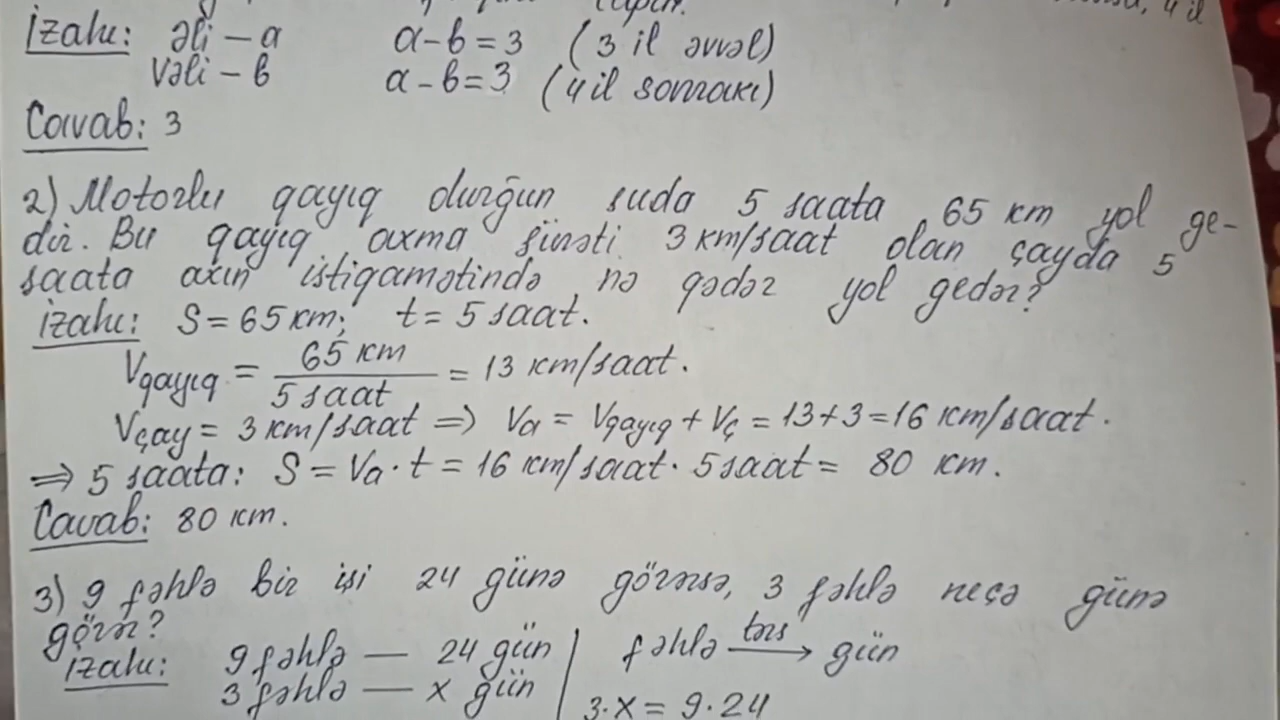 4 il
İzahı: Əli – a a – b = 3 (3 il əvvəl)
Vəli – b a – b = 3 (4 il sonrakı)
Cavab: 3
2) Motorlu qayıq durğun suda 5 saata 65 km yol ge-
dir. Bu qayıq axma sürəti 3 km/saat olan çayda 5
saata axın istiqamətində nə qədər yol gedər?
İzahı: S = 65 km; t = 5 saat.
Vqayıq = 65 km / 5 saat = 13 km/saat.
Vçay = 3 km/saat ⇒ Va = Vqayıq + Vç = 13 + 3 = 16 km/saat.
⇒ 5 saata: S = Va · t = 16 km/saat · 5 saat = 80 km.
Cavab: 80 km.
3) 9 fəhlə bir işi 24 günə görərsə, 3 fəhlə neçə günə
görər?
İzahı: 9 fəhlə — 24 gün | fəhlə tərs → gün
3 fəhlə — x gün | 3·x = 9·24